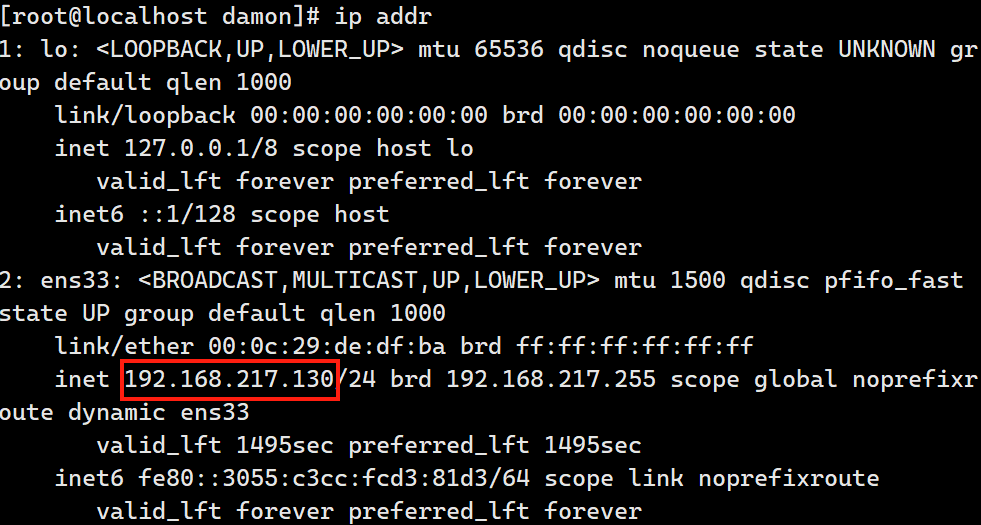 [root@localhost damon]# ip addr
1: lo: <LOOPBACK,UP,LOWER_UP> mtu 65536 qdisc noqueue state UNKNOWN gr
oup default qlen 1000
    link/loopback 00:00:00:00:00:00 brd 00:00:00:00:00:00
    inet 127.0.0.1/8 scope host lo
       valid_lft forever preferred_lft forever
    inet6 ::1/128 scope host
       valid_lft forever preferred_lft forever
2: ens33: <BROADCAST,MULTICAST,UP,LOWER_UP> mtu 1500 qdisc pfifo_fast
state UP group default qlen 1000
    link/ether 00:0c:29:de:df:ba brd ff:ff:ff:ff:ff:ff
    inet 192.168.217.130/24 brd 192.168.217.255 scope global noprefixr
oute dynamic ens33
       valid_lft 1495sec preferred_lft 1495sec
    inet6 fe80::3055:c3cc:fcd3:81d3/64 scope link noprefixroute
       valid_lft forever preferred_lft forever